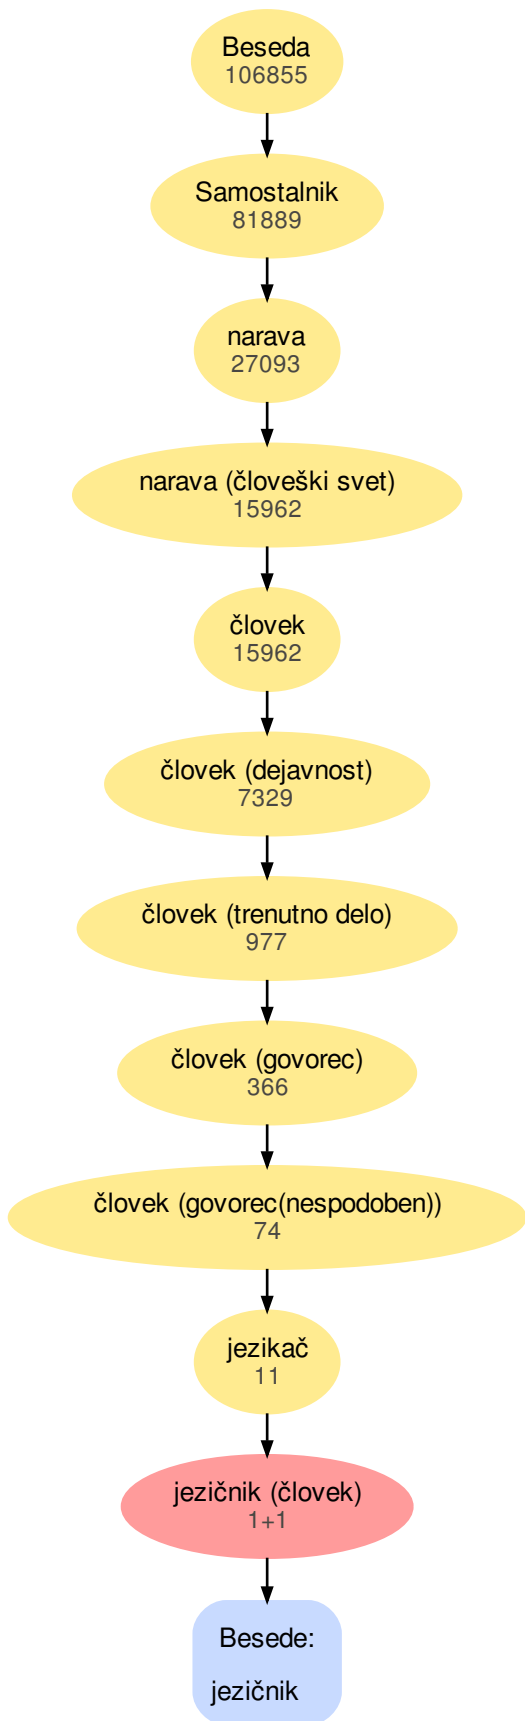 Beseda
106855
Samostalnik
81889
narava
27093
narava (človeški svet)
15962
človek
15962
človek (dejavnost)
7329
človek (trenutno delo)
977
človek (govorec)
366
človek (govorec(nespodoben))
74
jezikač
11
jezičnik (človek)
1+1
Besede:
jezičnik